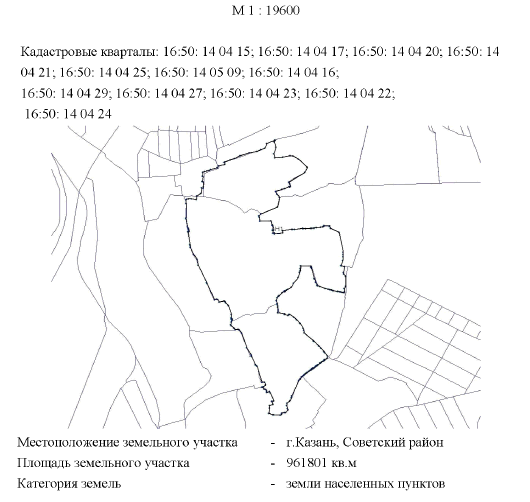 М 1 : 19600
Кадастровые кварталы: 16:50: 14 04 15; 16:50: 14 04 17; 16:50: 14 04 20; 16:50: 14
04 21; 16:50: 14 04 25; 16:50: 14 05 09; 16:50: 14 04 16;
16:50: 14 04 29; 16:50: 14 04 27; 16:50: 14 04 23; 16:50: 14 04 22;
16:50: 14 04 24
Местоположение земельного участка - г.Казань, Советский район
Площадь земельного участка - 961801 кв.м
Категория земель - земли населенных пунктов